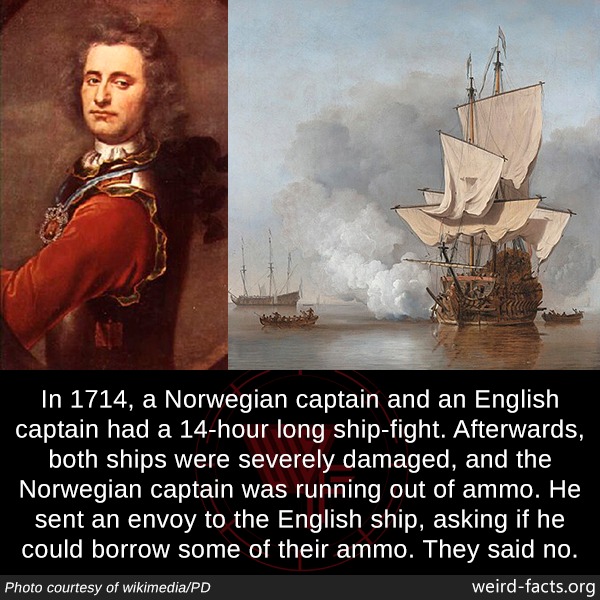 In 1714, a Norwegian captain and an English
captain had a 14-hour long ship-fight. Afterwards,
both ships were severely damaged, and the
Norwegian captain was running out of ammo. He
sent an envoy to the English ship, asking if he
could borrow some of their ammo. They said no.
Photo courtesy of wikimedia/PD
weird-facts.org